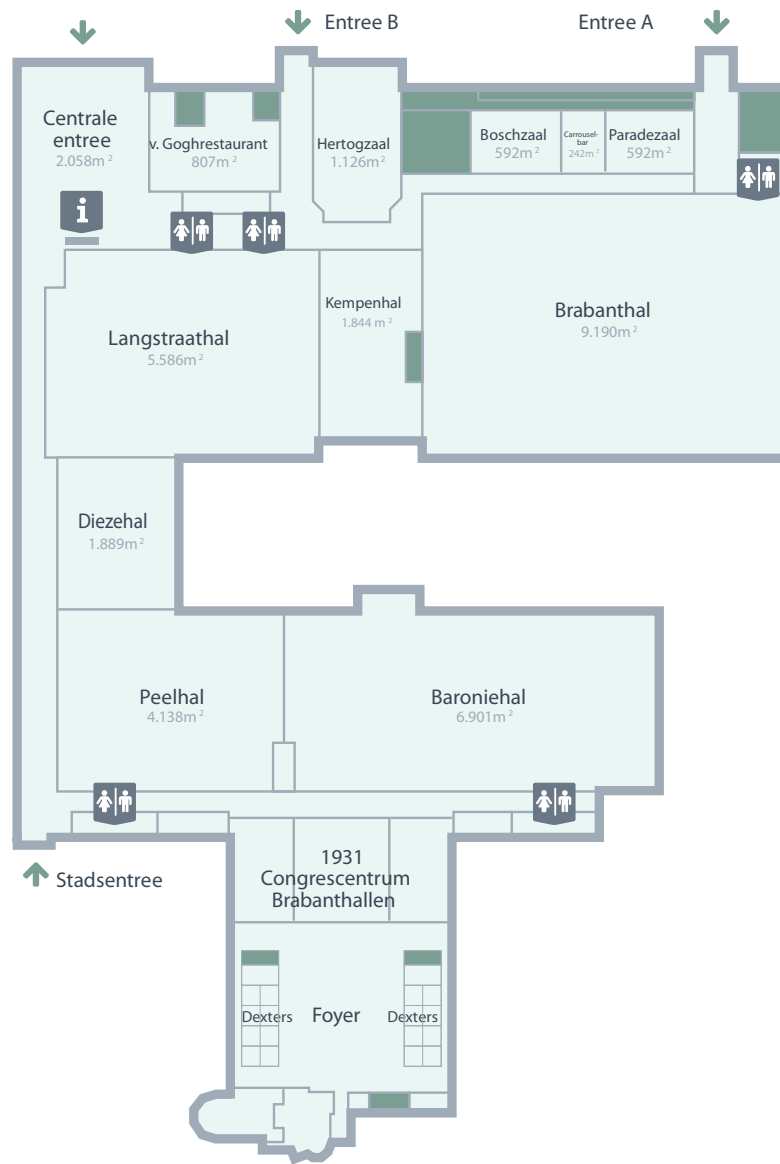 Entree B
Entree A
Centrale
entree
2.058m²
v. Goghrestaurant
807m²
Hertogzaal
1.126m²
Boschzaal
592m²
Carrousel-
bar
242m²
Paradezaal
592m²
i
Langstraathal
5.586m²
Kempenhal
1.844 m²
Brabanthal
9.190m²
Diezehal
1.889m²
Peelhal
4.138m²
Baroniehal
6.901m²
Stadsentree
1931
Congrescentrum
Brabanthallen
Dexters
Foyer
Dexters